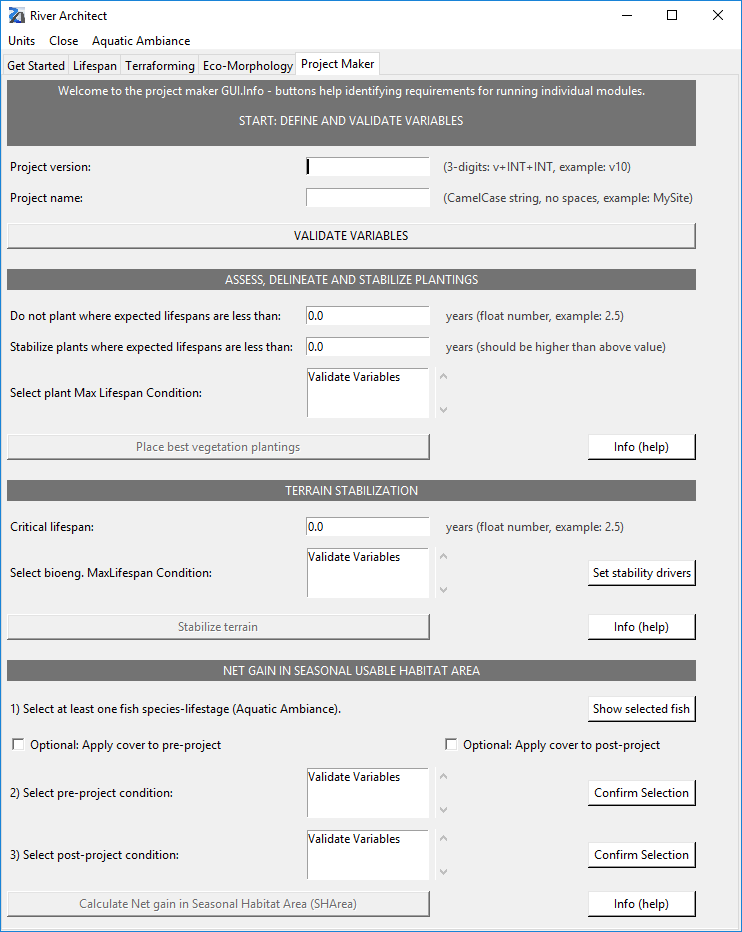 River Architect
Units Close Aquatic Ambiance
Get Started Lifespan Terraforming Eco-Morphology Project Maker
Welcome to the project maker GUI.Info - buttons help identifying requirements for running individual modules.
START: DEFINE AND VALIDATE VARIABLES
Project version: (3-digits: v+INT+INT, example: v10)
Project name: (CamelCase string, no spaces, example: MySite)
VALIDATE VARIABLES
ASSESS, DELINEATE AND STABILIZE PLANTINGS
Do not plant where expected lifespans are less than: 0.0 years (float number, example: 2.5)
Stabilize plants where expected lifespans are less than: 0.0 years (should be higher than above value)
Validate Variables
Select plant Max Lifespan Condition:
Place best vegetation plantings Info (help)
TERRAIN STABILIZATION
Critical lifespan: 0.0 years (float number, example: 2.5)
Validate Variables
Select bioeng. MaxLifespan Condition: Set stability drivers
Stabilize terrain Info (help)
NET GAIN IN SEASONAL USABLE HABITAT AREA
1) Select at least one fish species-lifestage (Aquatic Ambiance). Show selected fish
Optional: Apply cover to pre-project Optional: Apply cover to post-project
Validate Variables
2) Select pre-project condition: Confirm Selection
Validate Variables
3) Select post-project condition: Confirm Selection
Calculate Net gain in Seasonal Habitat Area (SHArea) Info (help)